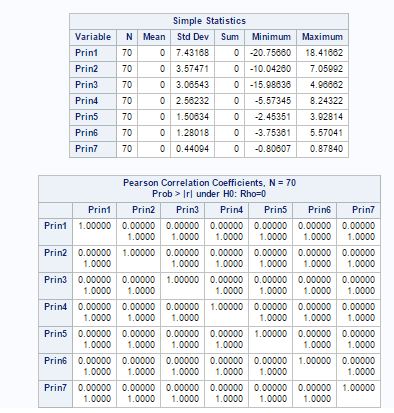 Simple Statistics
Variable N Mean Std Dev Sum Minimum Maximum
Prin1 70 0 7.43168 0 -20.75660 18.41662
Prin2 70 0 3.57471 0 -10.04260 7.05992
Prin3 70 0 3.06543 0 -15.98636 4.96662
Prin4 70 0 2.56232 0 -5.57345 8.24322
Prin5 70 0 1.50634 0 -2.45351 3.92814
Prin6 70 0 1.28018 0 -3.75361 5.57041
Prin7 70 0 0.44094 0 -0.80607 0.87840
Pearson Correlation Coefficients, N = 70
Prob > |r| under H0: Rho=0
Prin1 Prin2 Prin3 Prin4 Prin5 Prin6 Prin7
Prin1 1.00000 0.00000 0.00000 0.00000 0.00000 0.00000 0.00000
1.0000 1.0000 1.0000 1.0000 1.0000 1.0000
Prin2 0.00000 1.00000 0.00000 0.00000 0.00000 0.00000 0.00000
1.0000 1.0000 1.0000 1.0000 1.0000 1.0000
Prin3 0.00000 0.00000 1.00000 0.00000 0.00000 0.00000 0.00000
1.0000 1.0000 1.0000 1.0000 1.0000 1.0000
Prin4 0.00000 0.00000 0.00000 1.00000 0.00000 0.00000 0.00000
1.0000 1.0000 1.0000 1.0000 1.0000 1.0000
Prin5 0.00000 0.00000 0.00000 0.00000 1.00000 0.00000 0.00000
1.0000 1.0000 1.0000 1.0000 1.0000 1.0000
Prin6 0.00000 0.00000 0.00000 0.00000 0.00000 1.00000 0.00000
1.0000 1.0000 1.0000 1.0000 1.0000 1.0000
Prin7 0.00000 0.00000 0.00000 0.00000 0.00000 0.00000 1.00000
1.0000 1.0000 1.0000 1.0000 1.0000 1.0000